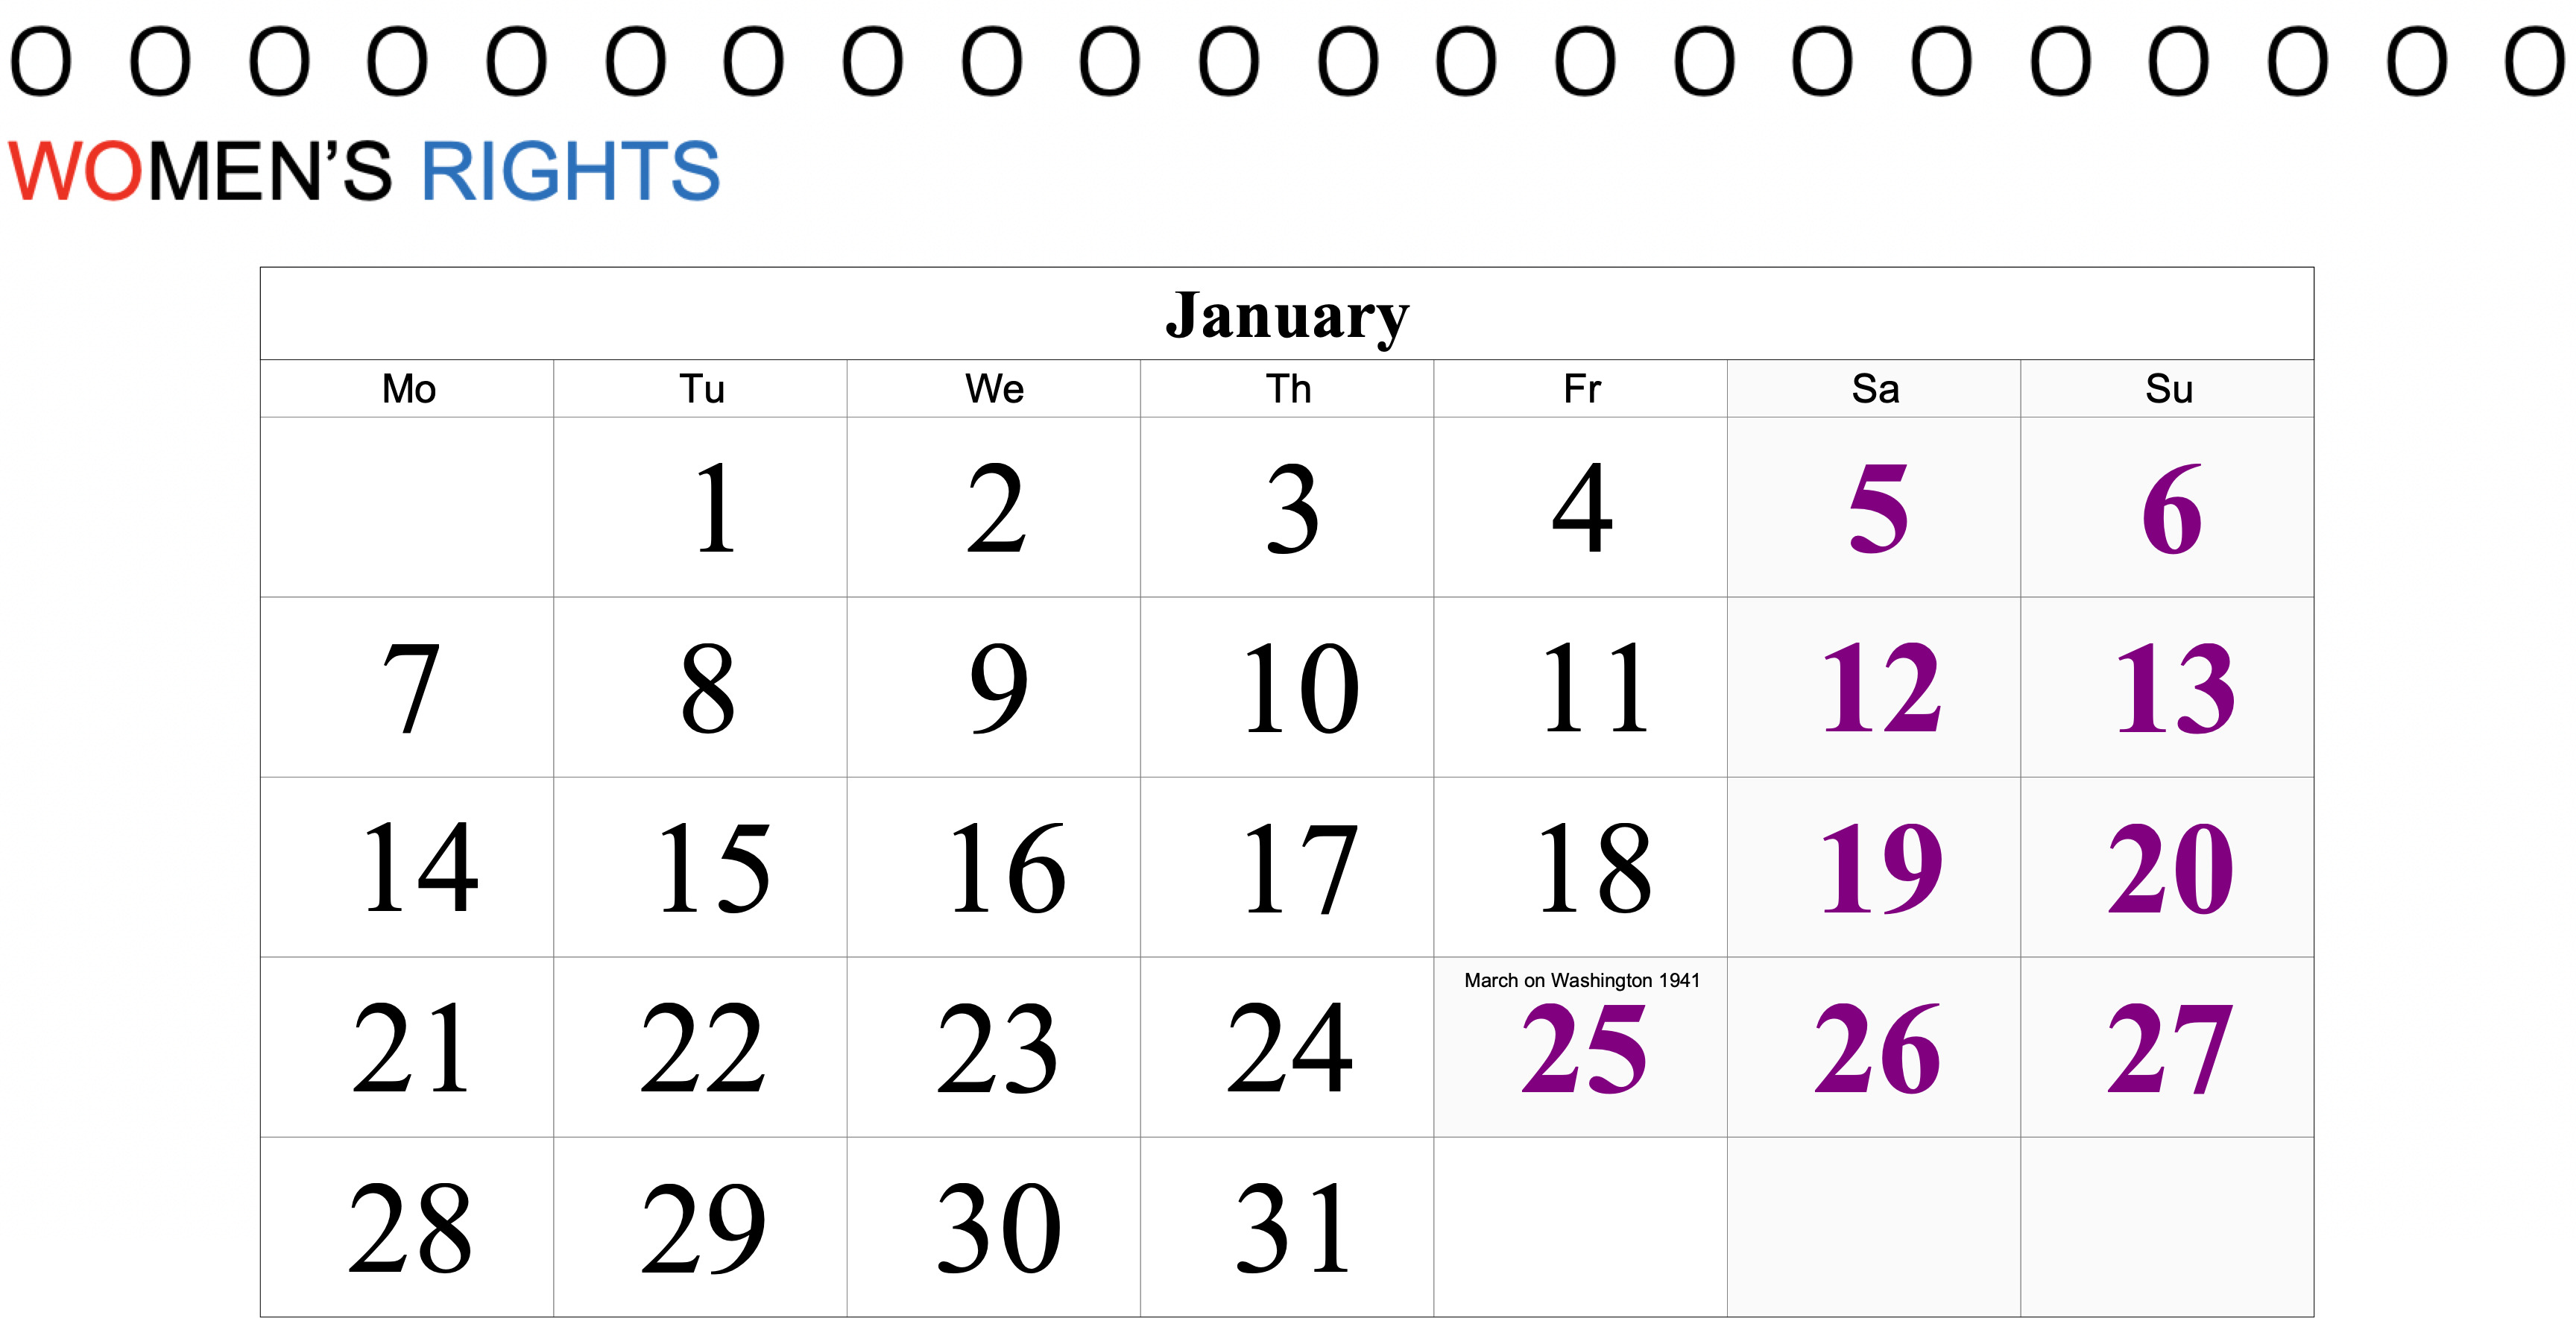 O O O O O O O O O O O O O O O O O O O O O O
WOMEN’S RIGHTS
January
Mo Tu We Th Fr Sa Su
1 2 3 4 5 6
7 8 9 10 11 12 13
14 15 16 17 18 19 20
March on Washington 1941
21 22 23 24 25 26 27
28 29 30 31